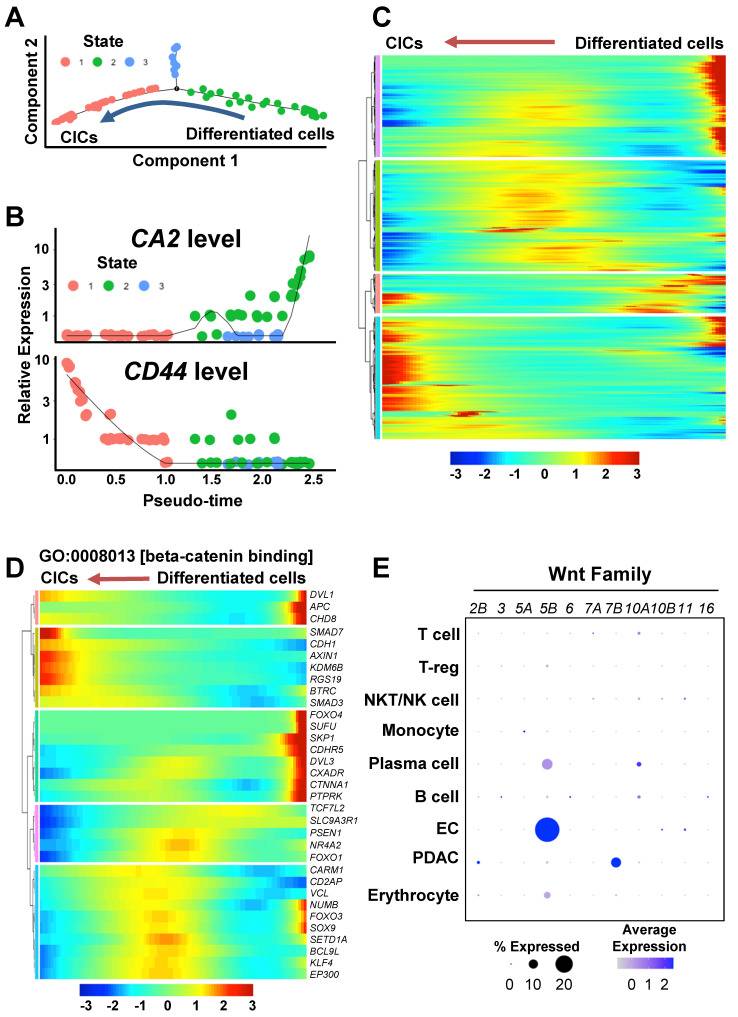 A
State
1 2 3
Component 2
CICs
Differentiated cells
Component 1
B
CA2 level
State
1 2 3
10
3
1
Relative Expression
CD44 level
10
3
1
0.0 0.5 1.0 1.5 2.0 2.5
Pseudo-time
C
CICs Differentiated cells
-3 -2 -1 0 1 2 3
D
GO:0008013 [beta-catenin binding]
CICs Differentiated cells
DVL1
APC
CHD8
SMAD7
CDH1
AXIN1
KDM6B
RGS19
BTRC
SMAD3
FOXO4
SUFU
SKP1
CDHR5
DVL3
CXADR
CTNNA1
PTPRK
TCF7L2
SLC9A3R1
PSEN1
NR4A2
FOXO1
CARM1
CD2AP
VCL
NUMB
FOXO3
SOX9
SETD1A
BCL9L
KLF4
EP300
-3 -2 -1 0 1 2 3
E
Wnt Family
2B 3 5A 5B 6 7A 7B 10A 10B 11 16
T cell
T-reg
NKT/NK cell
Monocyte
Plasma cell
B cell
EC
PDAC
Erythrocyte
% Expressed
0 10 20
Average
Expression
0 1 2